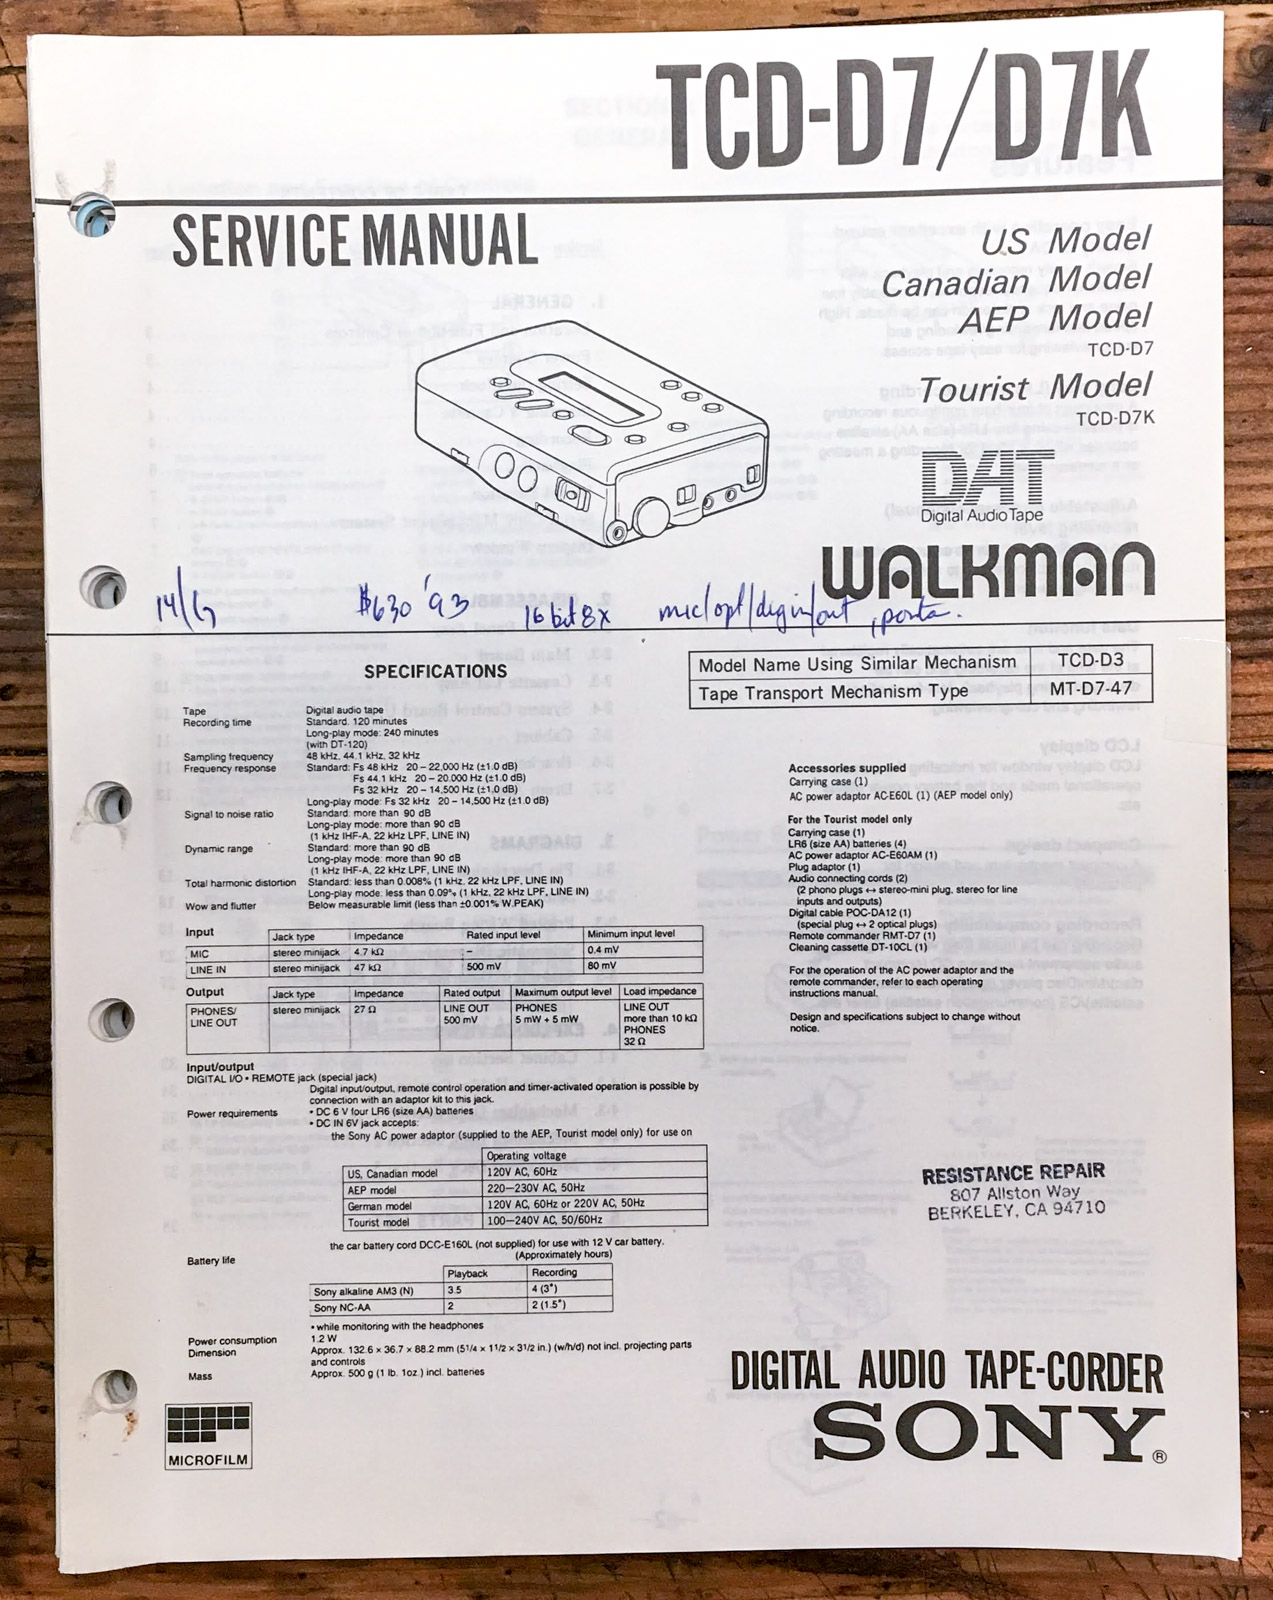 TCD-D7/D7K
SERVICE MANUAL
US Model
Canadian Model
AEP Model
TCD-D7
Tourist Model
TCD-D7K
DAT
Digital Audio Tape
WALKMAN
$630 '93 16 bit 8x mic/opt/digin/out, porta.
SPECIFICATIONS
Model Name Using Similar Mechanism TCD-D3
Tape Transport Mechanism Type MT-D7-47
Tape Digital audio tape
Recording time Standard: 120 minutes
Long-play mode: 240 minutes
(with DT-120)
Sampling frequency 48 kHz, 44.1 kHz, 32 kHz
Frequency response Standard: Fs 48 kHz 20 – 22,000 Hz (±1.0 dB)
Fs 44.1 kHz 20 – 20.000 Hz (±1.0 dB)
Fs 32 kHz 20 – 14,500 Hz (±1.0 dB)
Long-play mode: Fs 32 kHz 20 – 14,500 Hz (±1.0 dB)
Signal to noise ratio Standard: more than 90 dB
Long-play mode: more than 90 dB
(1 kHz IHF-A, 22 kHz LPF, LINE IN)
Dynamic range Standard: more than 90 dB
Long-play mode: more than 90 dB
(1 kHz IHF-A, 22 kHz LPF, LINE IN)
Total harmonic distortion Standard: less than 0.008% (1 kHz, 22 kHz LPF, LINE IN)
Long-play mode: less than 0.09% (1 kHz, 22 kHz LPF, LINE IN)
Wow and flutter Below measurable limit (less than ±0.001% W.PEAK)
Input
Jack type Impedance Rated input level Minimum input level
MIC stereo minijack 4.7 kΩ – 0.4 mV
LINE IN stereo minijack 47 kΩ 500 mV 80 mV
Output
Jack type Impedance Rated output Maximum output level Load impedance
PHONES/ stereo minijack 27 Ω LINE OUT PHONES LINE OUT
LINE OUT 500 mV 5 mW + 5 mW more than 10 kΩ
PHONES
32 Ω
Input/output
DIGITAL I/O • REMOTE jack (special jack)
Digital input/output, remote control operation and timer-activated operation is possible by
connection with an adaptor kit to this jack.
Power requirements • DC 6 V four LR6 (size AA) batteries
• DC IN 6V jack accepts:
the Sony AC power adaptor (supplied to the AEP, Tourist model only) for use on
Operating voltage
US, Canadian model 120V AC, 60Hz
AEP model 220–230V AC, 50Hz
German model 120V AC, 60Hz or 220V AC, 50Hz
Tourist model 100–240V AC, 50/60Hz
the car battery cord DCC-E160L (not supplied) for use with 12 V car battery.
Battery life (Approximately hours)
Playback Recording
Sony alkaline AM3 (N) 3.5 4 (3*)
Sony NC-AA 2 2 (1.5*)
• while monitoring with the headphones
Power consumption 1.2 W
Dimension Approx. 132.6 × 36.7 × 88.2 mm (51/4 × 11/2 × 31/2 in.) (w/h/d) not incl. projecting parts
and controls
Mass Approx. 500 g (1 lb. 1oz.) incl. batteries
MICROFILM
Accessories supplied
Carrying case (1)
AC power adaptor AC-E60L (1) (AEP model only)
For the Tourist model only
Carrying case (1)
LR6 (size AA) batteries (4)
AC power adaptor AC-E60AM (1)
Plug adaptor (1)
Audio connecting cords (2)
(2 phono plugs ↔ stereo-mini plug, stereo for line
inputs and outputs)
Digital cable POC-DA12 (1)
(special plug ↔ 2 optical plugs)
Remote commander RMT-D7 (1)
Cleaning cassette DT-10CL (1)
For the operation of the AC power adaptor and the
remote commander, refer to each operating
instructions manual.
Design and specifications subject to change without
notice.
RESISTANCE REPAIR
807 Allston Way
BERKELEY, CA 94710
DIGITAL AUDIO TAPE-CORDER
SONY®